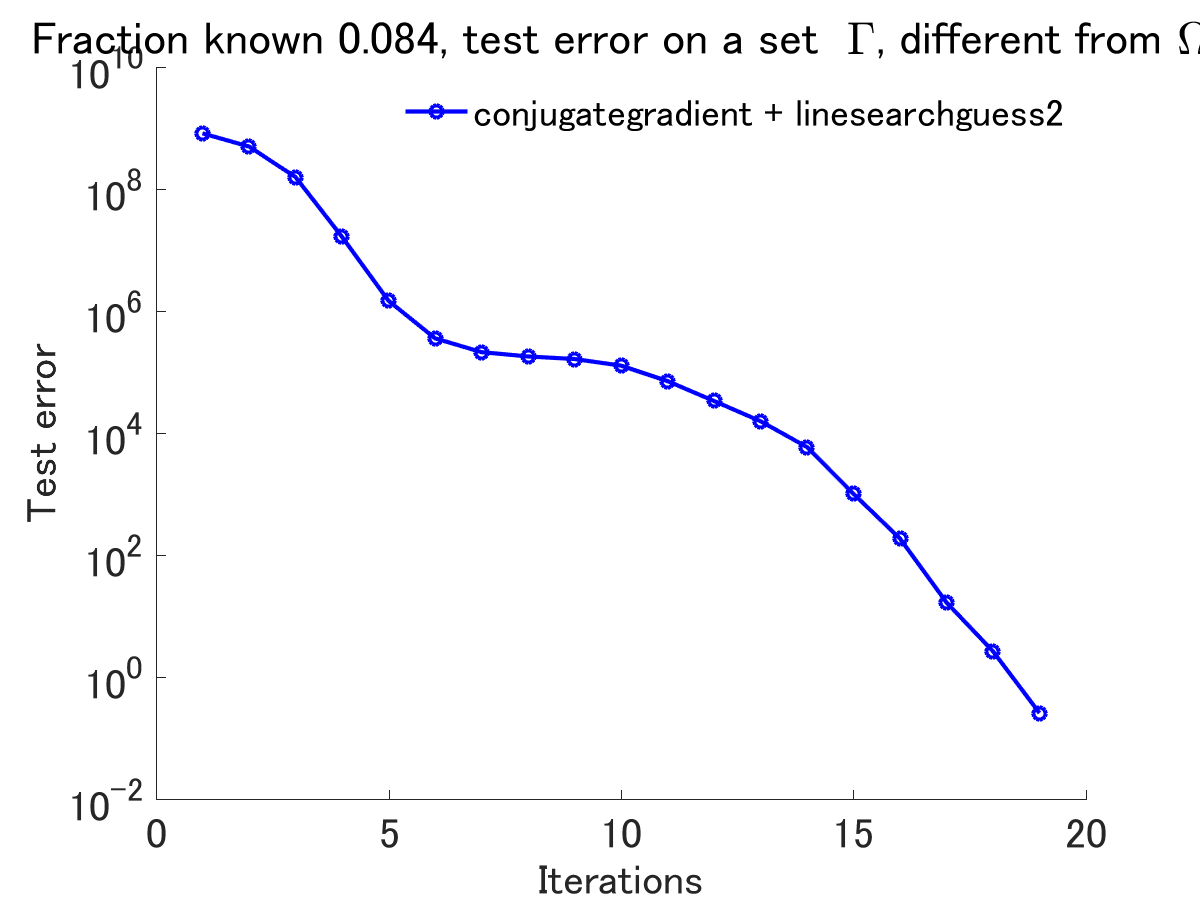 Fraction known 0.084, test error on a set Γ, different from Ω
10^10
conjugategradient + linesearchguess2
10^8
10^6
10^4
10^2
10^0
10^−2
Test error
0 5 10 15 20
Iterations